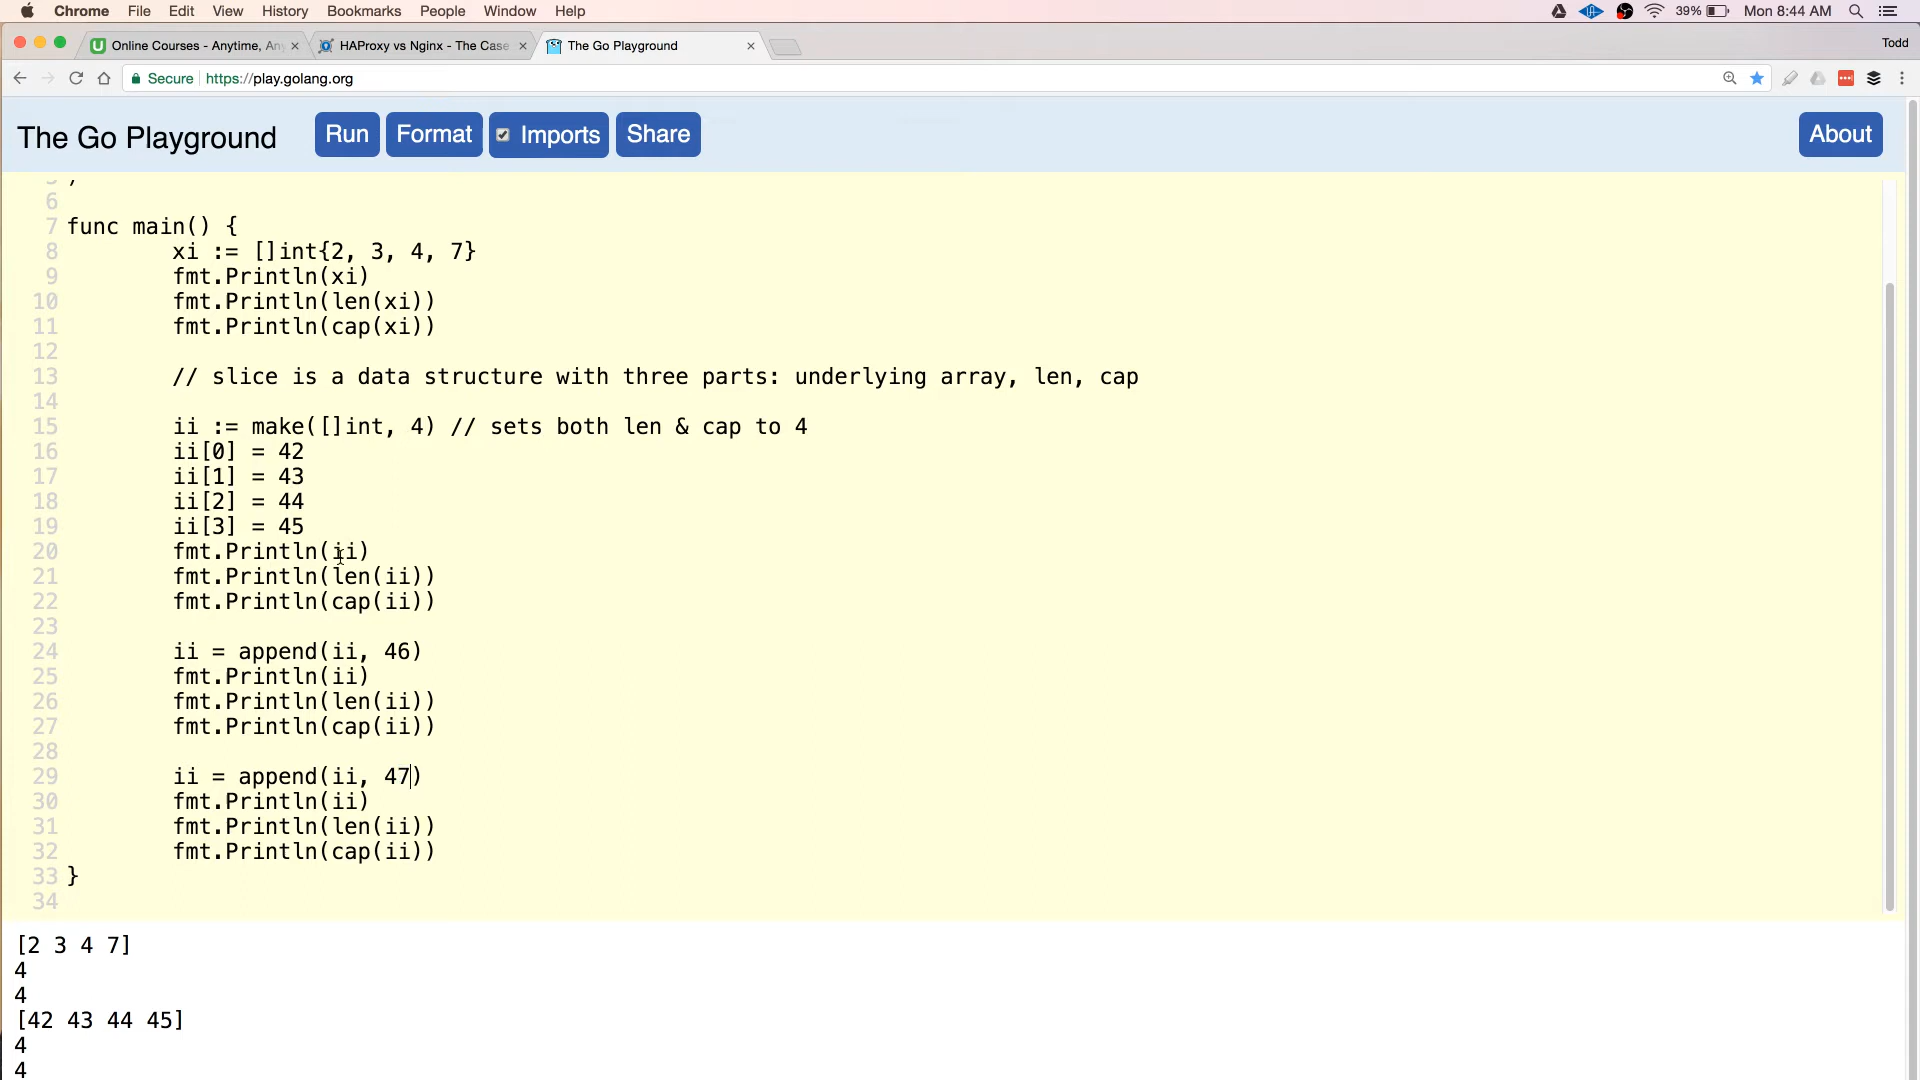 Chrome File Edit View History Bookmarks People Window Help 39% Mon 8:44 AM
Online Courses - Anytime, An HAProxy vs Nginx - The Case The Go Playground Todd
Secure https://play.golang.org
The Go Playground Run Format Imports Share About
6
7 func main() {
8 xi := []int{2, 3, 4, 7}
9 fmt.Println(xi)
10 fmt.Println(len(xi))
11 fmt.Println(cap(xi))
12
13 // slice is a data structure with three parts: underlying array, len, cap
14
15 ii := make([]int, 4) // sets both len & cap to 4
16 ii[0] = 42
17 ii[1] = 43
18 ii[2] = 44
19 ii[3] = 45
20 fmt.Println(ii)
21 fmt.Println(len(ii))
22 fmt.Println(cap(ii))
23
24 ii = append(ii, 46)
25 fmt.Println(ii)
26 fmt.Println(len(ii))
27 fmt.Println(cap(ii))
28
29 ii = append(ii, 47)
30 fmt.Println(ii)
31 fmt.Println(len(ii))
32 fmt.Println(cap(ii))
33 }
34
[2 3 4 7]
4
4
[42 43 44 45]
4
4